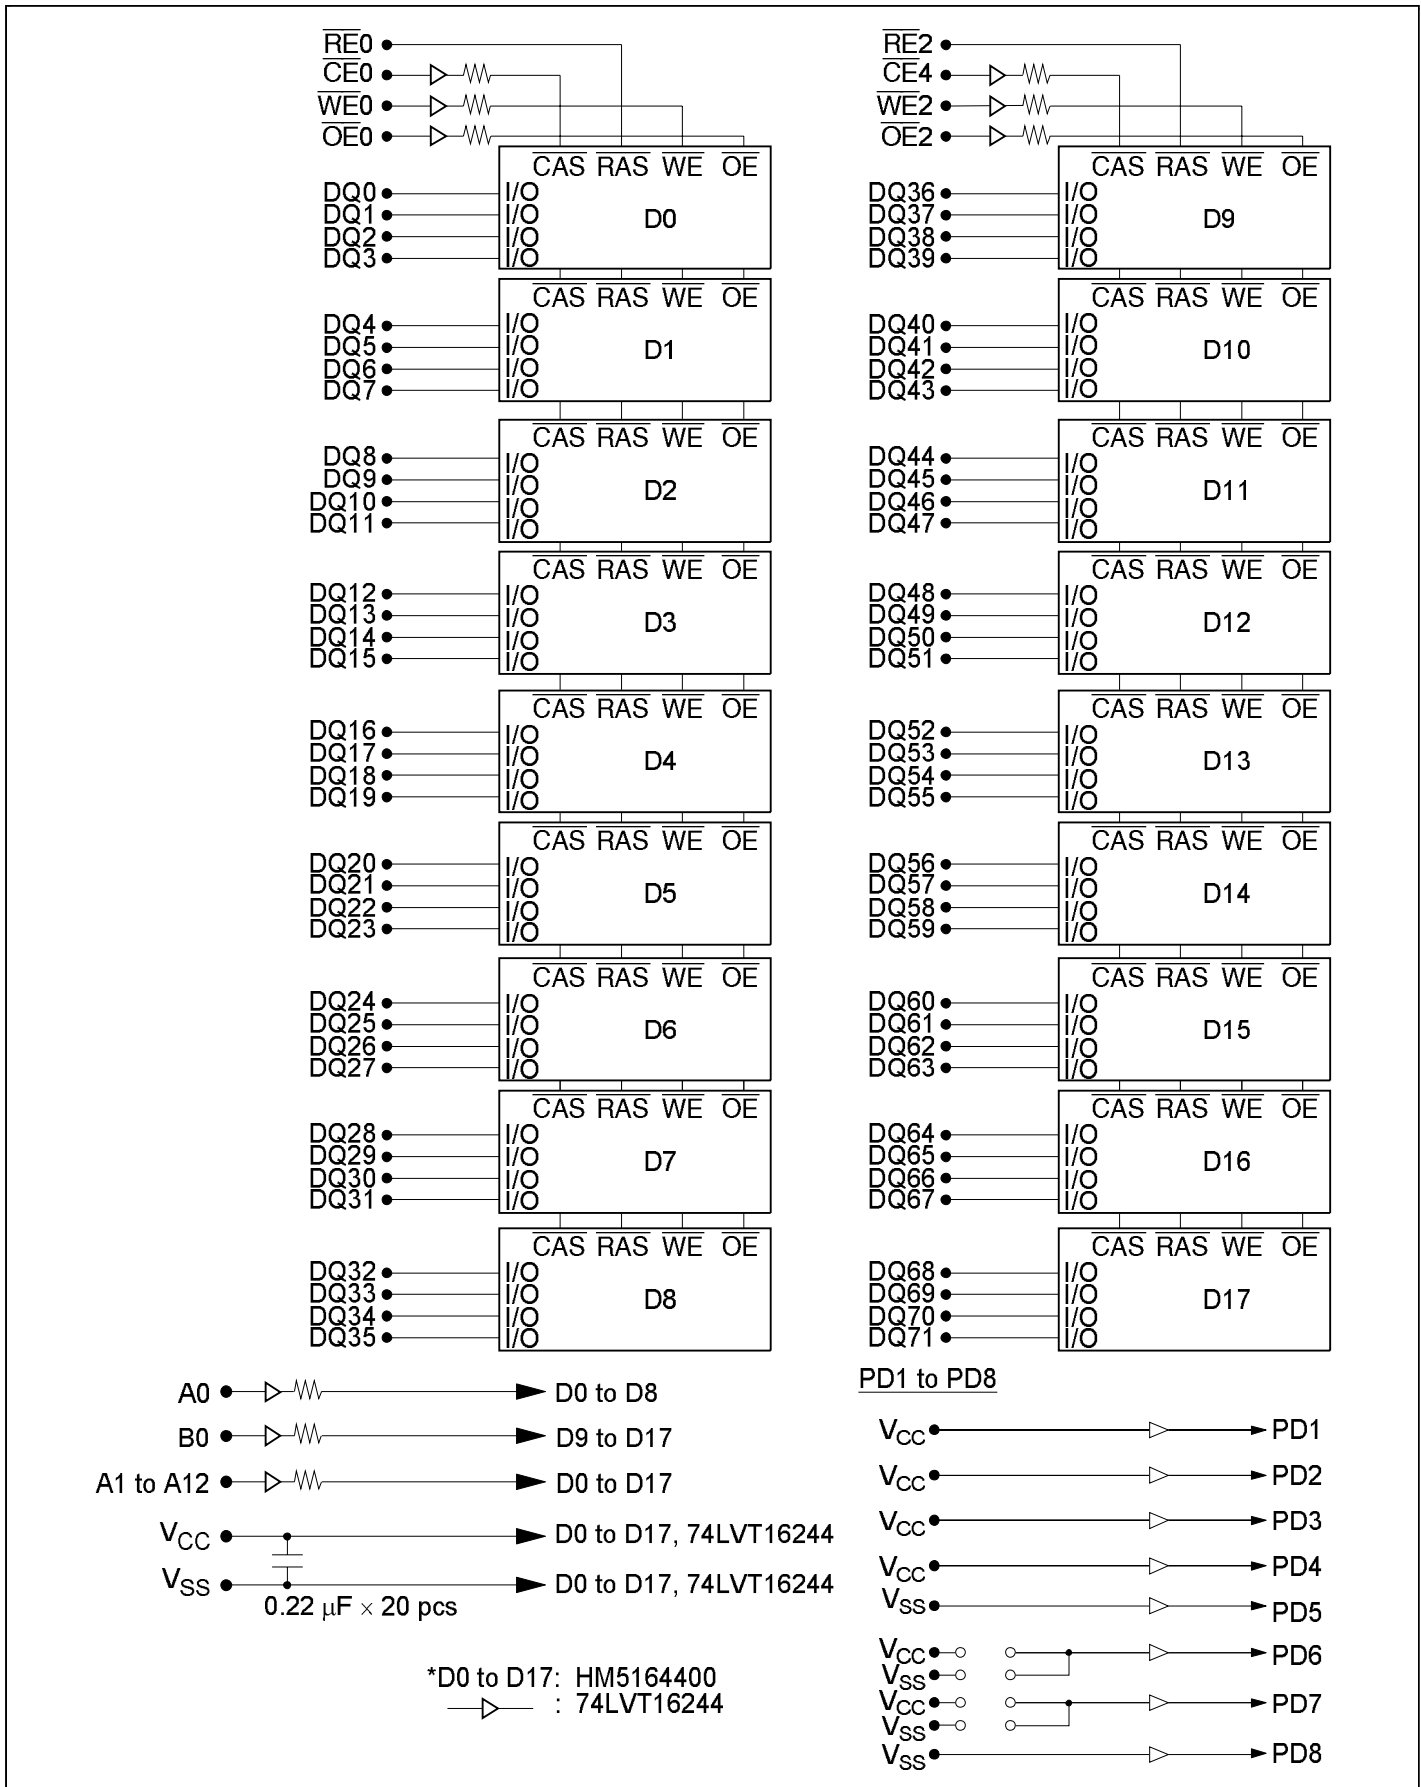 RE0
CE0
WE0
OE0
CAS RAS WE OE
DQ0 I/O
DQ1 I/O
DQ2 I/O
DQ3 I/O
D0
CAS RAS WE OE
DQ4 I/O
DQ5 I/O
DQ6 I/O
DQ7 I/O
D1
CAS RAS WE OE
DQ8 I/O
DQ9 I/O
DQ10 I/O
DQ11 I/O
D2
CAS RAS WE OE
DQ12 I/O
DQ13 I/O
DQ14 I/O
DQ15 I/O
D3
CAS RAS WE OE
DQ16 I/O
DQ17 I/O
DQ18 I/O
DQ19 I/O
D4
CAS RAS WE OE
DQ20 I/O
DQ21 I/O
DQ22 I/O
DQ23 I/O
D5
CAS RAS WE OE
DQ24 I/O
DQ25 I/O
DQ26 I/O
DQ27 I/O
D6
CAS RAS WE OE
DQ28 I/O
DQ29 I/O
DQ30 I/O
DQ31 I/O
D7
CAS RAS WE OE
DQ32 I/O
DQ33 I/O
DQ34 I/O
DQ35 I/O
D8
RE2
CE4
WE2
OE2
CAS RAS WE OE
DQ36 I/O
DQ37 I/O
DQ38 I/O
DQ39 I/O
D9
CAS RAS WE OE
DQ40 I/O
DQ41 I/O
DQ42 I/O
DQ43 I/O
D10
CAS RAS WE OE
DQ44 I/O
DQ45 I/O
DQ46 I/O
DQ47 I/O
D11
CAS RAS WE OE
DQ48 I/O
DQ49 I/O
DQ50 I/O
DQ51 I/O
D12
CAS RAS WE OE
DQ52 I/O
DQ53 I/O
DQ54 I/O
DQ55 I/O
D13
CAS RAS WE OE
DQ56 I/O
DQ57 I/O
DQ58 I/O
DQ59 I/O
D14
CAS RAS WE OE
DQ60 I/O
DQ61 I/O
DQ62 I/O
DQ63 I/O
D15
CAS RAS WE OE
DQ64 I/O
DQ65 I/O
DQ66 I/O
DQ67 I/O
D16
CAS RAS WE OE
DQ68 I/O
DQ69 I/O
DQ70 I/O
DQ71 I/O
D17
A0 D0 to D8
B0 D9 to D17
A1 to A12 D0 to D17
VCC D0 to D17, 74LVT16244
VSS D0 to D17, 74LVT16244
0.22 μF × 20 pcs
*D0 to D17: HM5164400
: 74LVT16244
PD1 to PD8
VCC PD1
VCC PD2
VCC PD3
VCC PD4
VSS PD5
VCC PD6
VSS
VCC PD7
VSS
VSS PD8